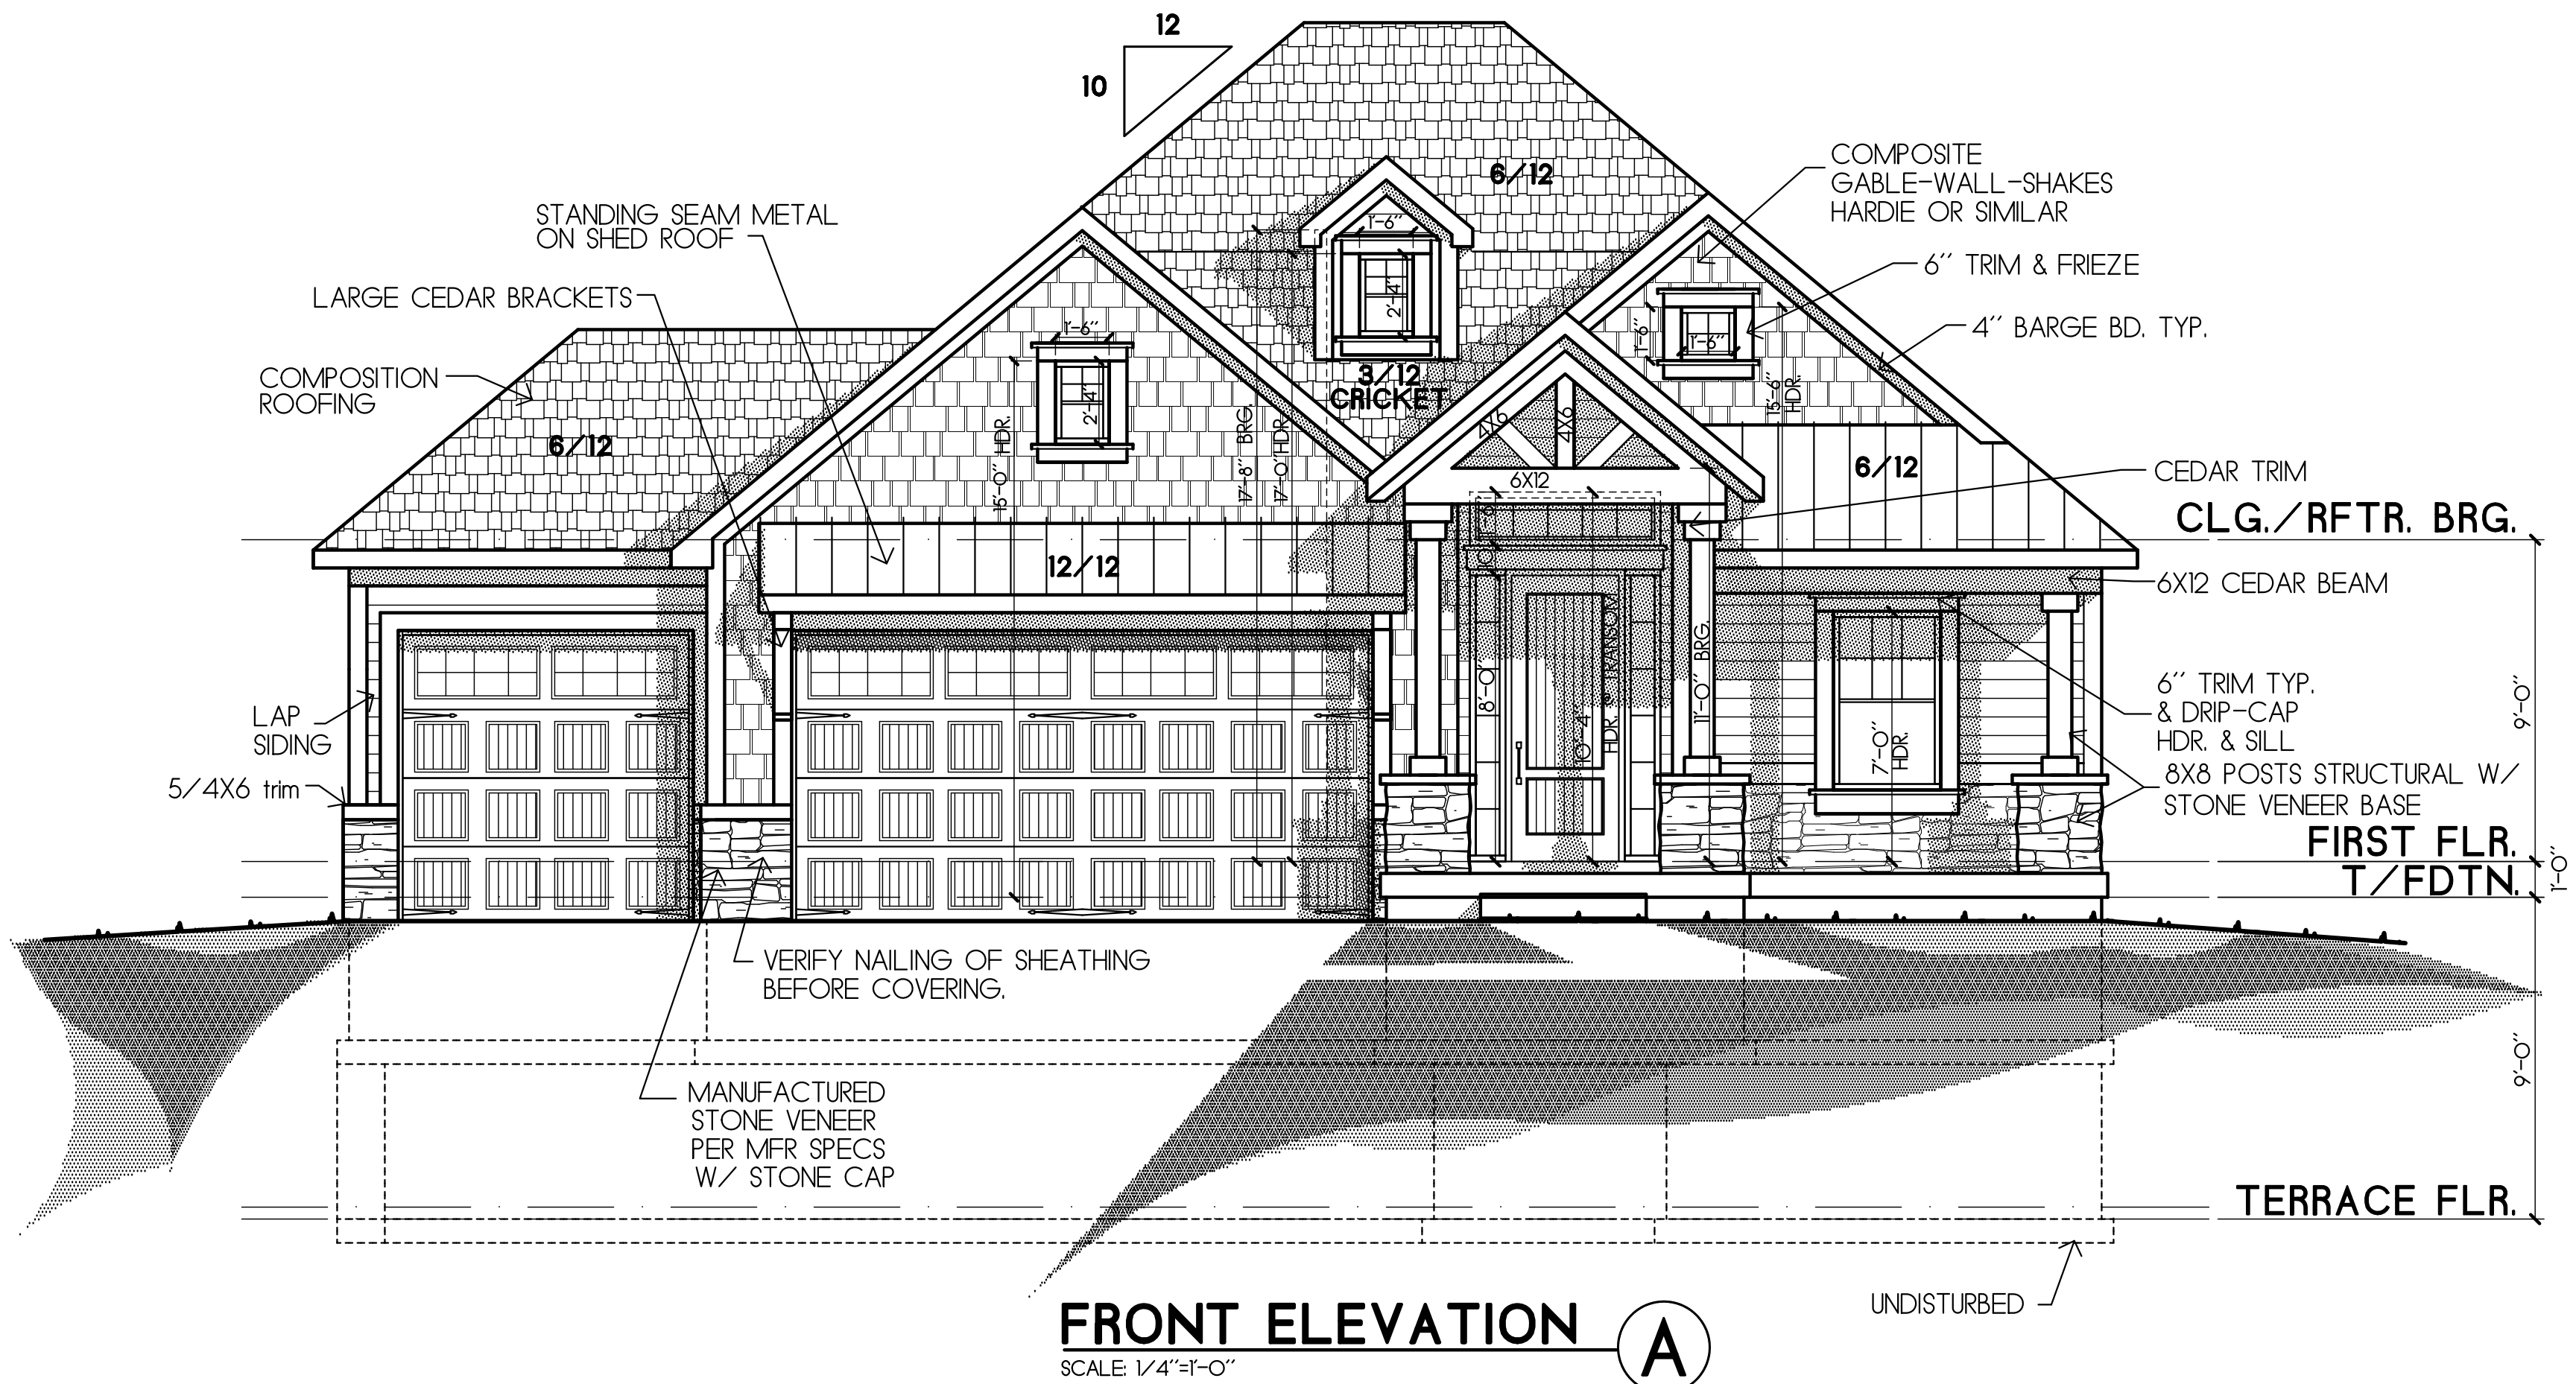 12
10
6/12
COMPOSITE
GABLE-WALL-SHAKES
HARDIE OR SIMILAR
STANDING SEAM METAL
ON SHED ROOF
1'-6"
6" TRIM & FRIEZE
LARGE CEDAR BRACKETS
2'-4"
4" BARGE BD. TYP.
1'-6"
1'-6"
1'-6"
COMPOSITION
ROOFING
3/12
CRICKET
2'-4"
15'-6"
HDR.
4X6
4X6
6/12
15'-0" HDR.
17'-8" BRG.
17'-0" HDR.
6/12
CEDAR TRIM
6X12
CLG./RFTR. BRG.
1'-6"
12/12
6X12 CEDAR BEAM
8'-0"
10'-4"
HDR. @ TRANSOM
11'-0" BRG.
6" TRIM TYP.
& DRIP-CAP
HDR. & SILL
9'-0"
LAP
SIDING
7'-0"
HDR.
5/4X6 trim
8X8 POSTS STRUCTURAL W/
STONE VENEER BASE
FIRST FLR.
1'-0"
T/FDTN.
VERIFY NAILING OF SHEATHING
BEFORE COVERING.
9'-0"
MANUFACTURED
STONE VENEER
PER MFR SPECS
W/ STONE CAP
TERRACE FLR.
UNDISTURBED
FRONT ELEVATION
A
SCALE: 1/4"=1'-0"